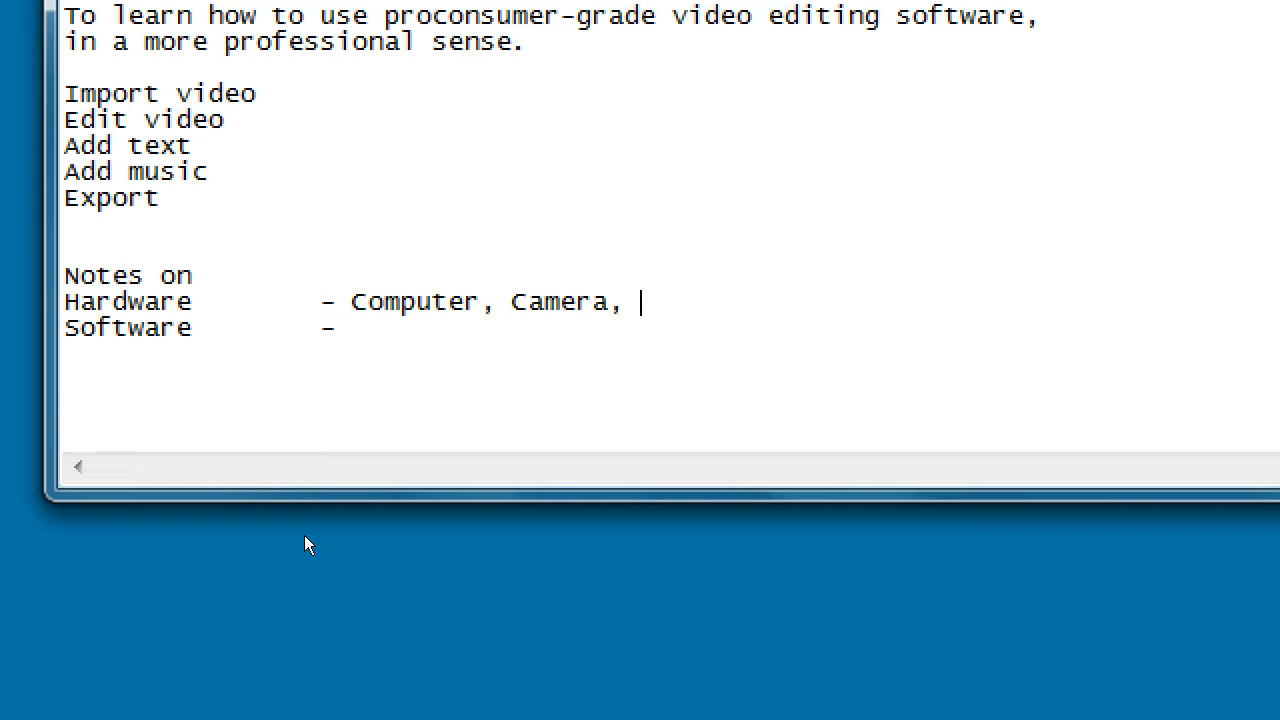 To learn how to use proconsumer-grade video editing software,
in a more professional sense.
Import video
Edit video
Add text
Add music
Export
Notes on
Hardware - Computer, Camera,
Software -